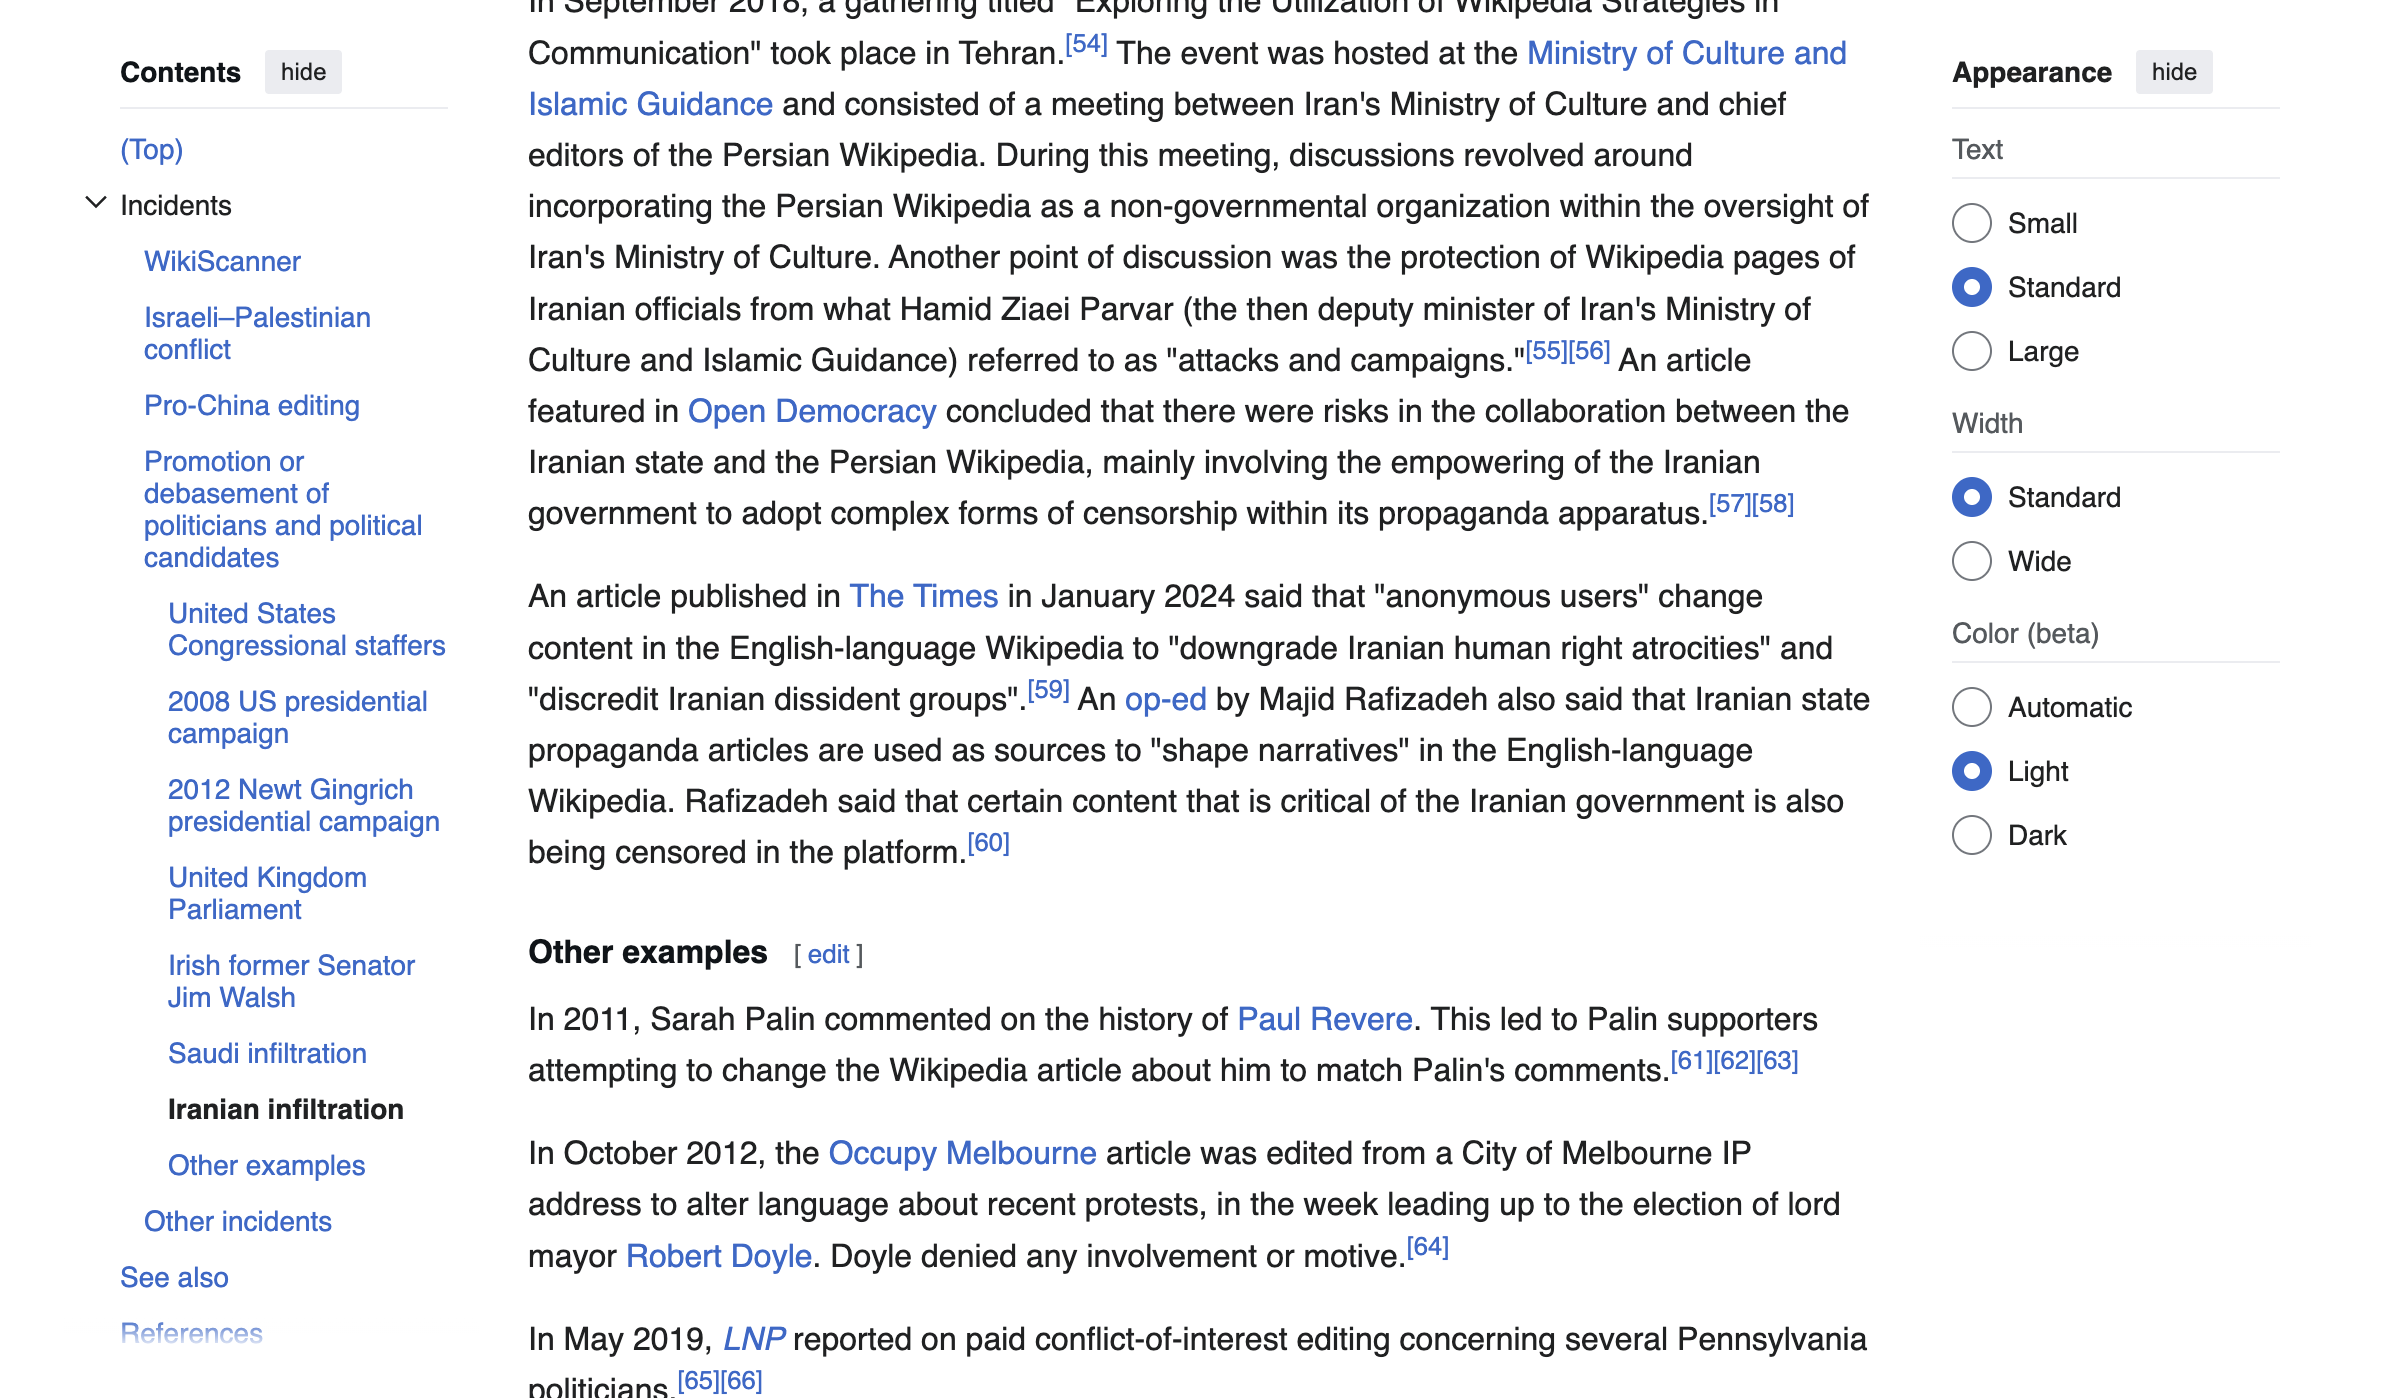 Contents hide
(Top)
Incidents
WikiScanner
Israeli–Palestinian
conflict
Pro-China editing
Promotion or
debasement of
politicians and political
candidates
United States
Congressional staffers
2008 US presidential
campaign
2012 Newt Gingrich
presidential campaign
United Kingdom
Parliament
Irish former Senator
Jim Walsh
Saudi infiltration
Iranian infiltration
Other examples
Other incidents
See also
References
In September 2018, a gathering titled "Exploring the Utilization of Wikipedia Strategies in
Communication" took place in Tehran.[54] The event was hosted at the Ministry of Culture and
Islamic Guidance and consisted of a meeting between Iran's Ministry of Culture and chief
editors of the Persian Wikipedia. During this meeting, discussions revolved around
incorporating the Persian Wikipedia as a non-governmental organization within the oversight of
Iran's Ministry of Culture. Another point of discussion was the protection of Wikipedia pages of
Iranian officials from what Hamid Ziaei Parvar (the then deputy minister of Iran's Ministry of
Culture and Islamic Guidance) referred to as "attacks and campaigns."[55][56] An article
featured in Open Democracy concluded that there were risks in the collaboration between the
Iranian state and the Persian Wikipedia, mainly involving the empowering of the Iranian
government to adopt complex forms of censorship within its propaganda apparatus.[57][58]
An article published in The Times in January 2024 said that "anonymous users" change
content in the English-language Wikipedia to "downgrade Iranian human right atrocities" and
"discredit Iranian dissident groups".[59] An op-ed by Majid Rafizadeh also said that Iranian state
propaganda articles are used as sources to "shape narratives" in the English-language
Wikipedia. Rafizadeh said that certain content that is critical of the Iranian government is also
being censored in the platform.[60]
Other examples [ edit ]
In 2011, Sarah Palin commented on the history of Paul Revere. This led to Palin supporters
attempting to change the Wikipedia article about him to match Palin's comments.[61][62][63]
In October 2012, the Occupy Melbourne article was edited from a City of Melbourne IP
address to alter language about recent protests, in the week leading up to the election of lord
mayor Robert Doyle. Doyle denied any involvement or motive.[64]
In May 2019, LNP reported on paid conflict-of-interest editing concerning several Pennsylvania
politicians.[65][66]
Appearance hide
Text
Small
Standard
Large
Width
Standard
Wide
Color (beta)
Automatic
Light
Dark